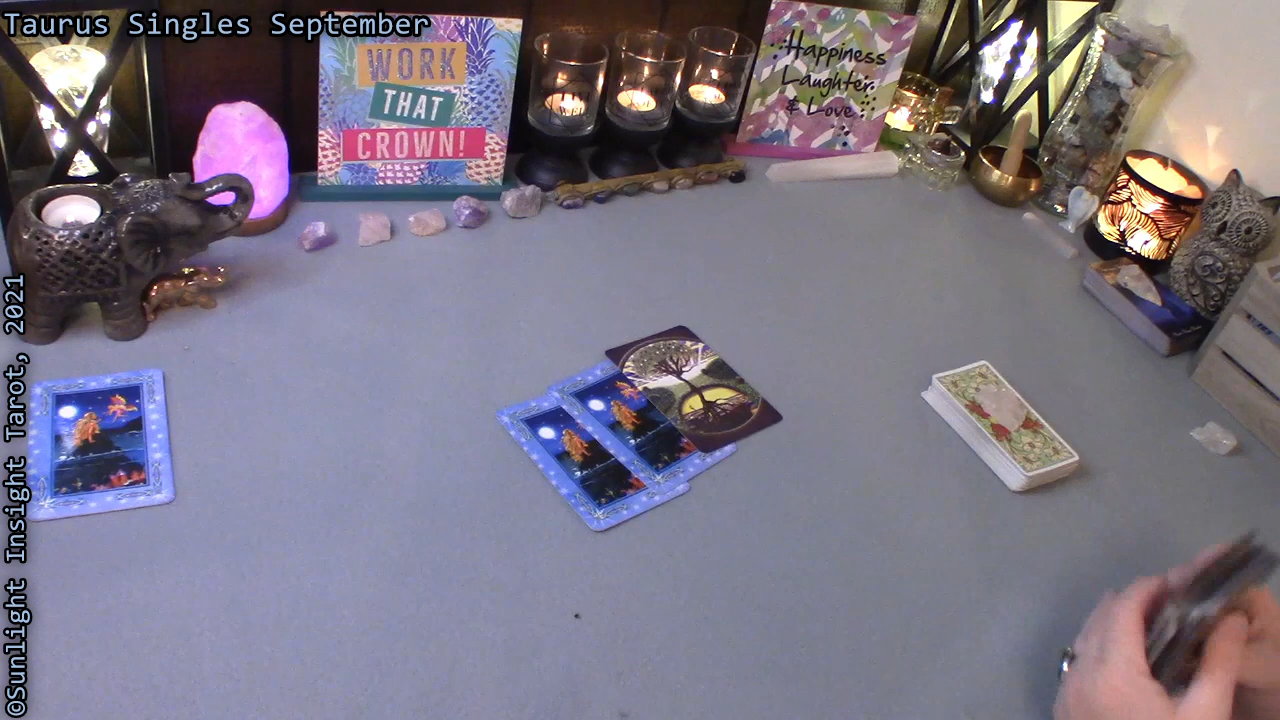 Taurus Singles September
WORK
THAT
CROWN!
Happiness
Laughter
& Love
©Sunlight Insight Tarot, 2021